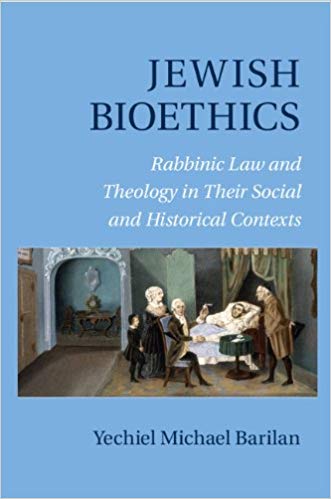 JEWISH
BIOETHICS
Rabbinic Law and
Theology in Their Social
and Historical Contexts
Yechiel Michael Barilan